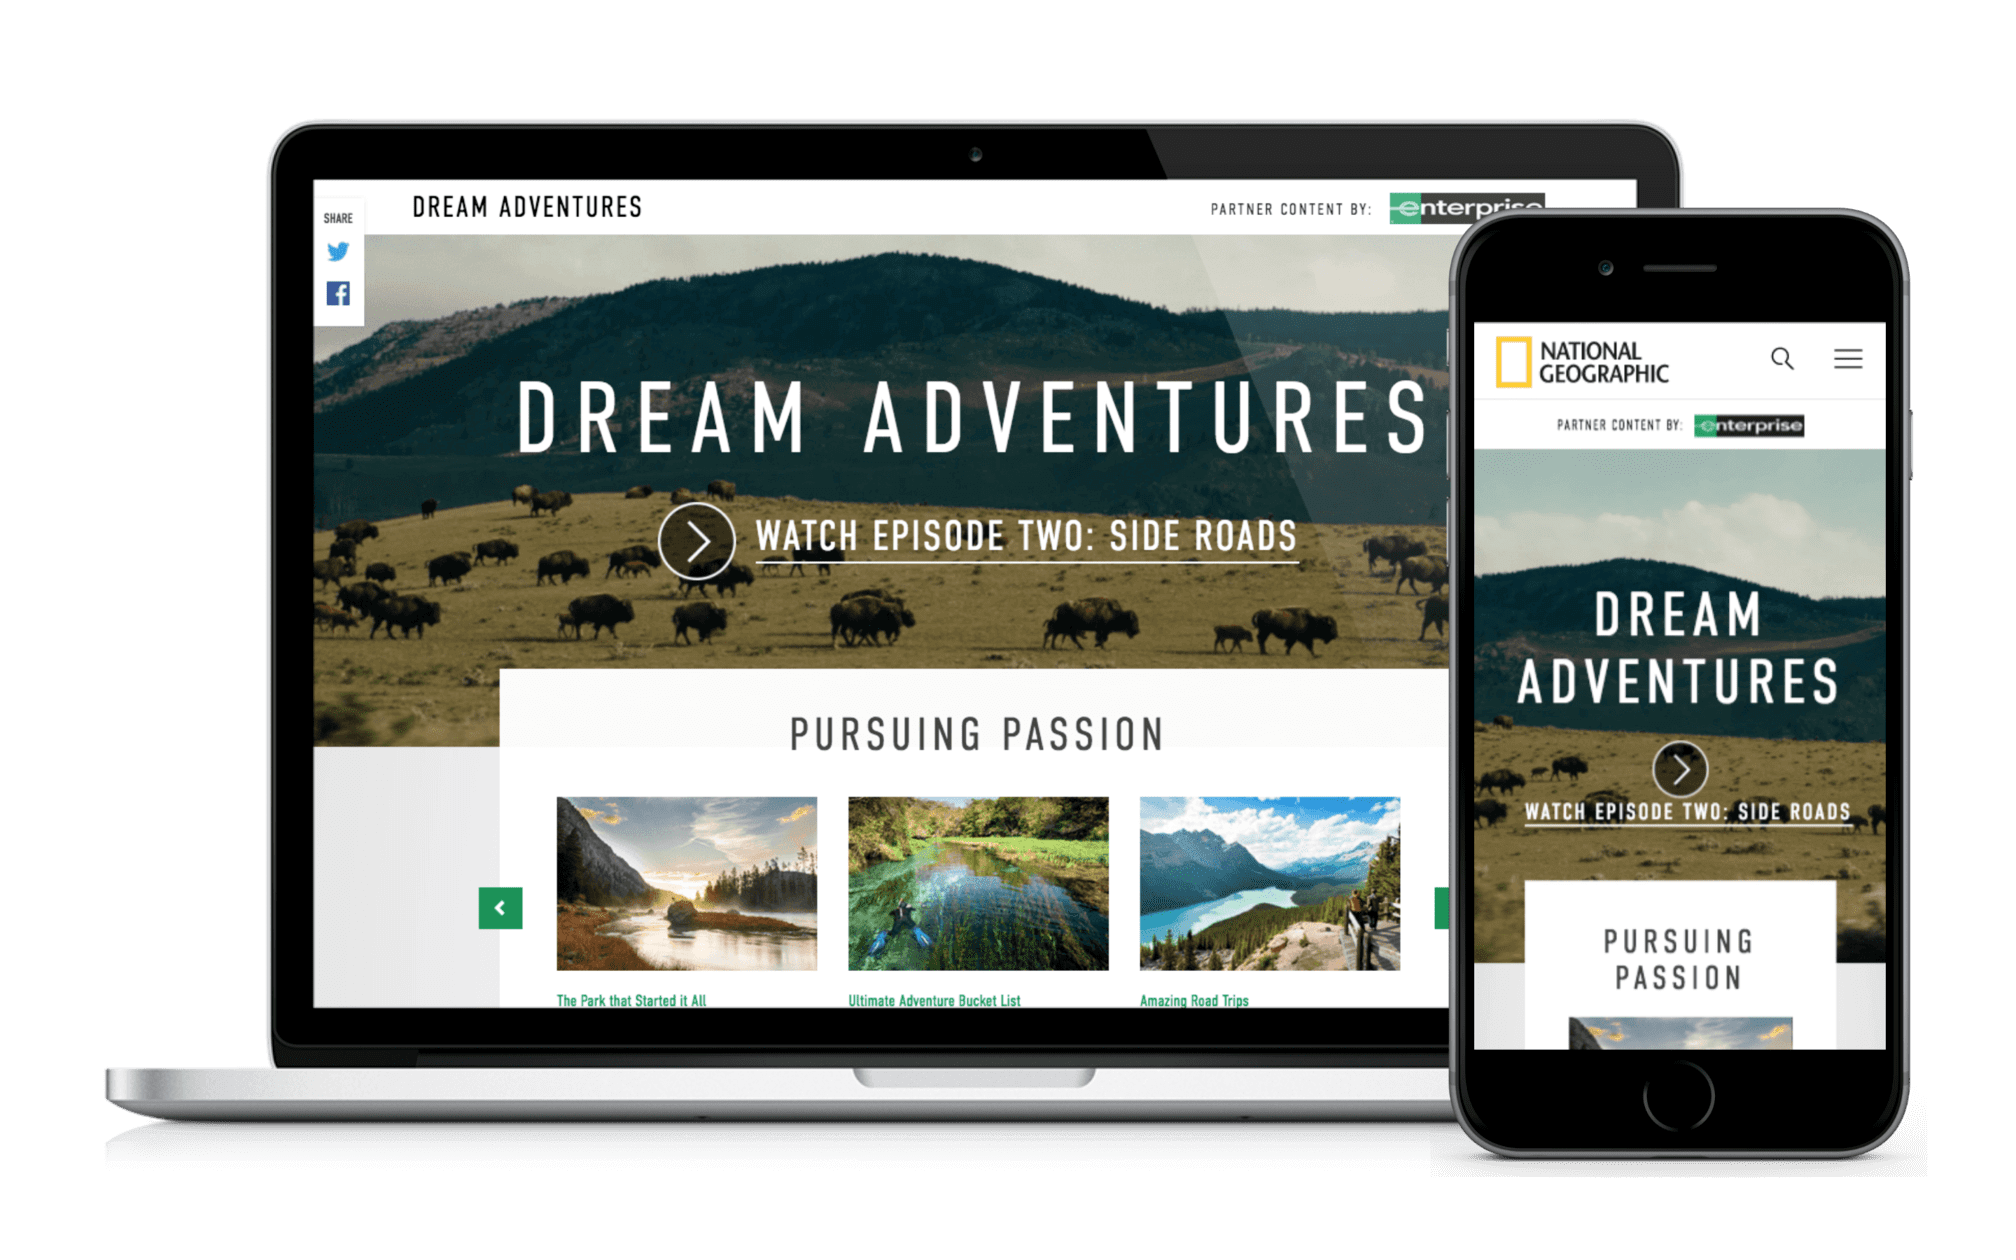 SHARE
DREAM ADVENTURES
PARTNER CONTENT BY:
enterprise
DREAM ADVENTURES
WATCH EPISODE TWO: SIDE ROADS
PURSUING PASSION
The Park that Started it All
Ultimate Adventure Bucket List
Amazing Road Trips
NATIONAL
GEOGRAPHIC
PARTNER CONTENT BY:
enterprise
DREAM
ADVENTURES
WATCH EPISODE TWO: SIDE ROADS
PURSUING
PASSION